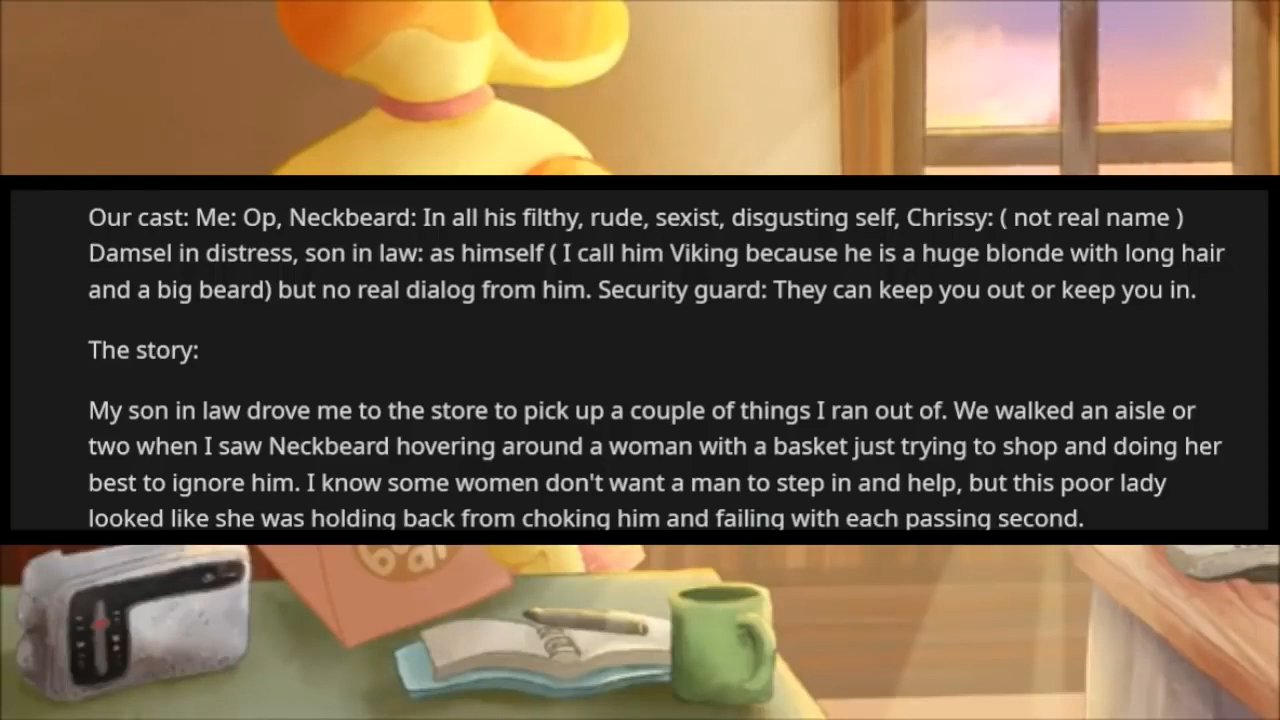 Our cast: Me: Op, Neckbeard: In all his filthy, rude, sexist, disgusting self, Chrissy: ( not real name )
Damsel in distress, son in law: as himself ( I call him Viking because he is a huge blonde with long hair
and a big beard) but no real dialog from him. Security guard: They can keep you out or keep you in.
The story:
My son in law drove me to the store to pick up a couple of things I ran out of. We walked an aisle or
two when I saw Neckbeard hovering around a woman with a basket just trying to shop and doing her
best to ignore him. I know some women don't want a man to step in and help, but this poor lady
looked like she was holding back from choking him and failing with each passing second.